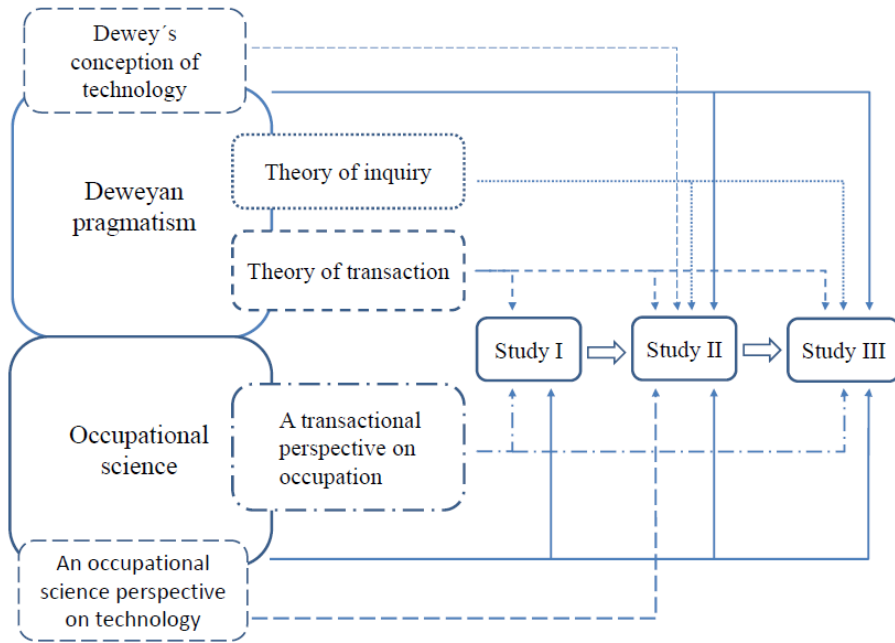 Dewey´s
conception of
technology
Theory of inquiry
Deweyan
pragmatism
Theory of transaction
Study I
Study II
Study III
A transactional
perspective on
occupation
Occupational
science
An occupational
science perspective
on technology